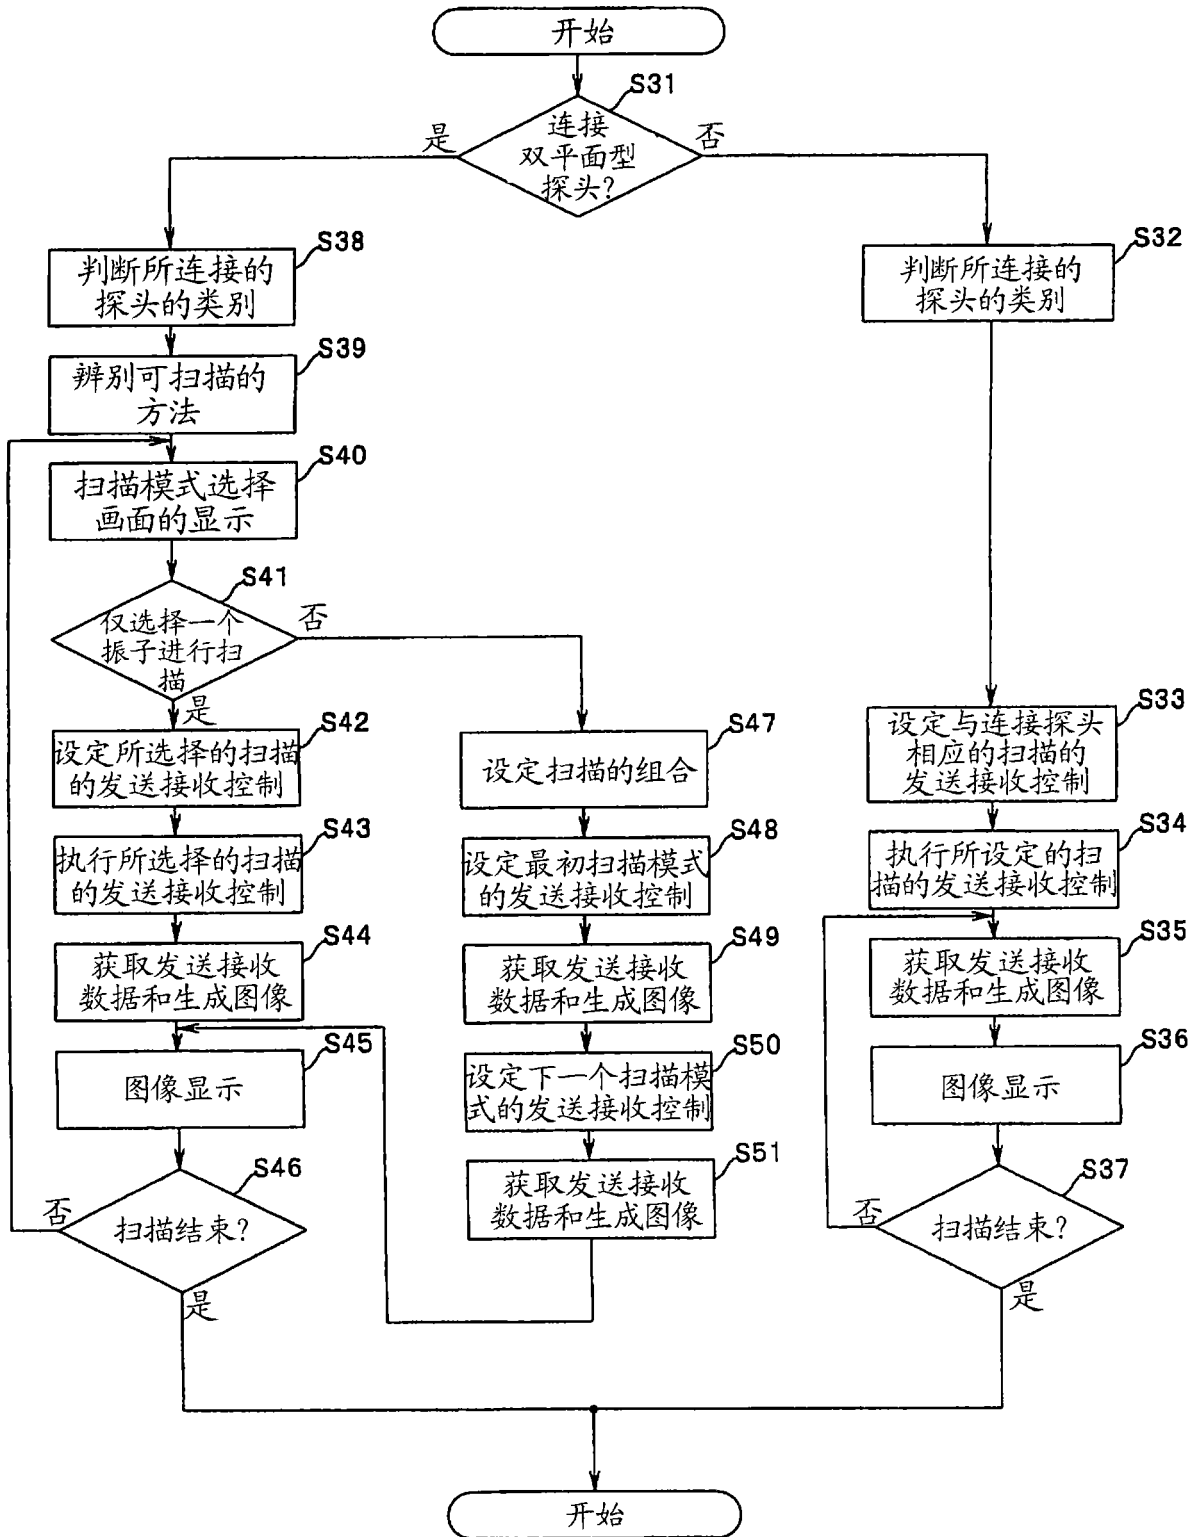 开始
S31
连接
双平面型
探头?
是
否
S38
判断所连接的
探头的类别
S32
判断所连接的
探头的类别
S39
辨别可扫描的
方法
S40
扫描模式选择
画面的显示
S41
仅选择一个
振子进行扫
描
否
是
S42
设定所选择的扫描
的发送接收控制
S43
执行所选择的扫描
的发送接收控制
S44
获取发送接收
数据和生成图像
S45
图像显示
S46
扫描结束?
否
是
S47
设定扫描的组合
S48
设定最初扫描模式
的发送接收控制
S49
获取发送接收
数据和生成图像
S50
设定下一个扫描模
式的发送接收控制
S51
获取发送接收
数据和生成图像
S33
设定与连接探头
相应的扫描的
发送接收控制
S34
执行所设定的扫
描的发送接收控制
S35
获取发送接收
数据和生成图像
S36
图像显示
S37
扫描结束?
否
是
开始